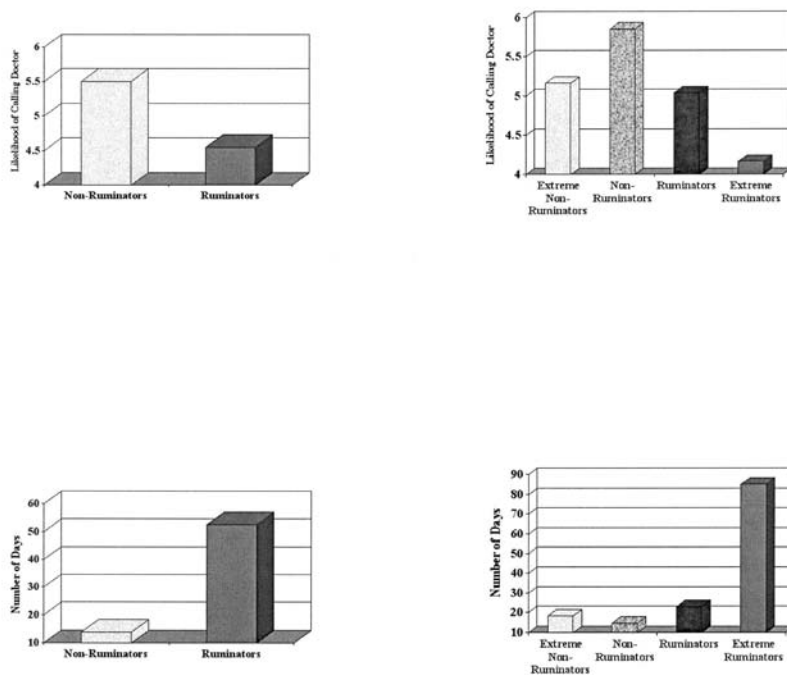 Likelihood of Calling Doctor
6
5.5
5
4.5
4
Non-Ruminators
Ruminators
Likelihood of Calling Doctor
6
5.5
5
4.5
4
Extreme
Non-
Ruminators
Non-
Ruminators
Ruminators
Extreme
Ruminators
Number of Days
60
50
40
30
20
10
Non-Ruminators
Ruminators
Number of Days
90
80
70
60
50
40
30
20
10
Extreme
Non-
Ruminators
Non-
Ruminators
Ruminators
Extreme
Ruminators